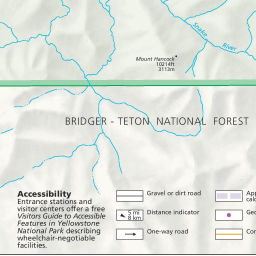 Snake
River
Mount Hancock
10214ft
3113m
BRIDGER - TETON NATIONAL FOREST
Accessibility
Entrance stations and
visitor centers offer a free
Visitors Guide to Accessible
Features in Yellowstone
National Park describing
wheelchair-negotiable
facilities.
Gravel or dirt road
5 mi
8 km
Distance indicator
One-way road
App
calc
Geo
Con